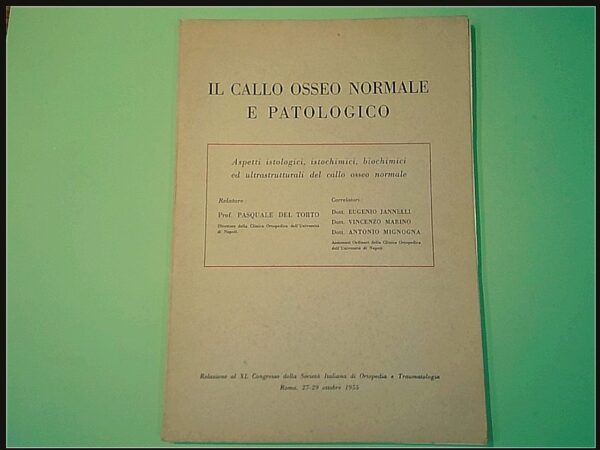 IL CALLO OSSEO NORMALE
E PATOLOGICO
Aspetti istologici, istochimici, biochimici
ed ultrastrutturali del callo osseo normale
Relatore
Prof. PASQUALE DEL TORTO
Direttore della Clinica Ortopedica dell'Università
di Napoli
Correlatori:
Dott. EUGENIO JANNELLI
Dott. VINCENZO MARINO
Dott. ANTONIO MIGNOGNA
Assistenti Ordinari della Clinica Ortopedica
dell'Università di Napoli
Relazione al XL Congresso della Società Italiana di Ortopedia e Traumatologia
Roma, 27-29 ottobre 1955